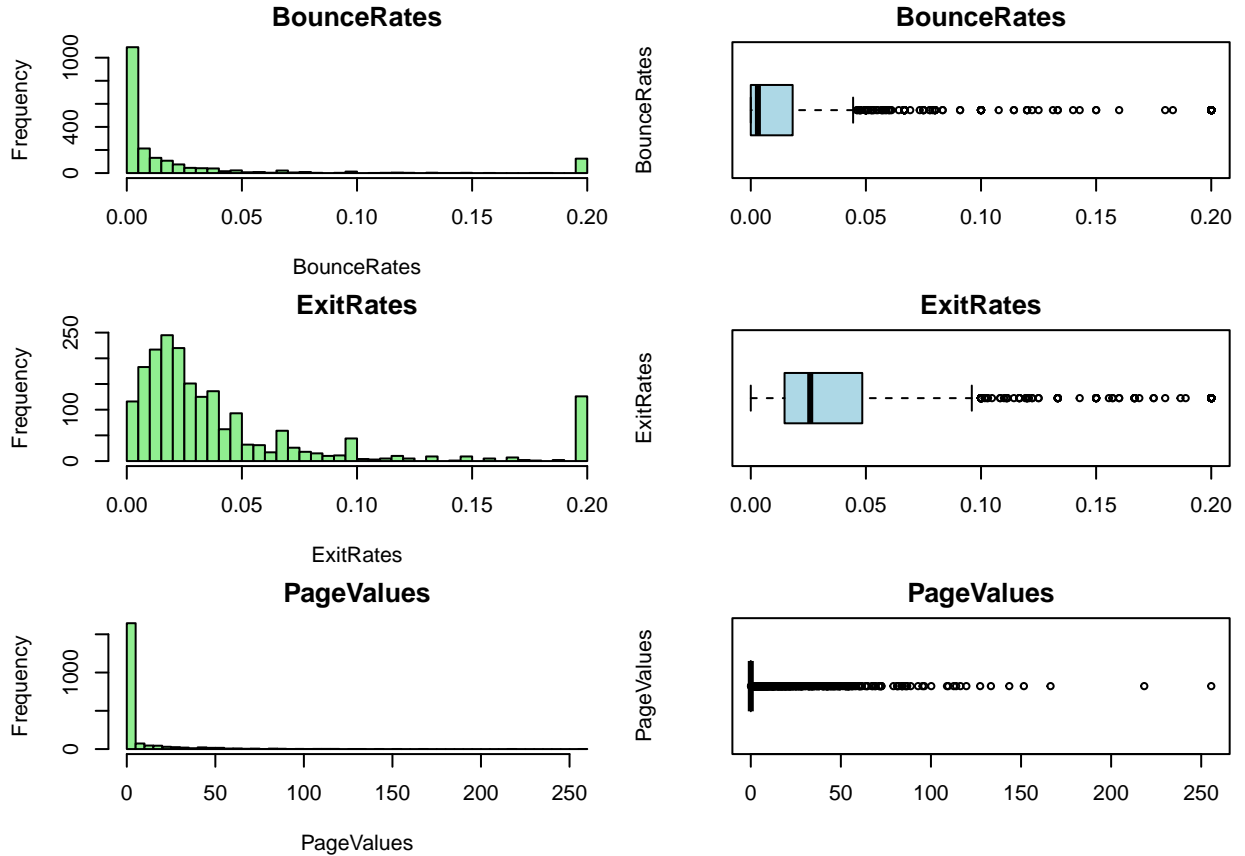 BounceRates
Frequency
0 400 1000
0.00 0.05 0.10 0.15 0.20
BounceRates
BounceRates
BounceRates
0.00 0.05 0.10 0.15 0.20
ExitRates
Frequency
0 100 250
0.00 0.05 0.10 0.15 0.20
ExitRates
ExitRates
ExitRates
0.00 0.05 0.10 0.15 0.20
PageValues
Frequency
0 1000
0 50 100 150 200 250
PageValues
PageValues
PageValues
0 50 100 150 200 250